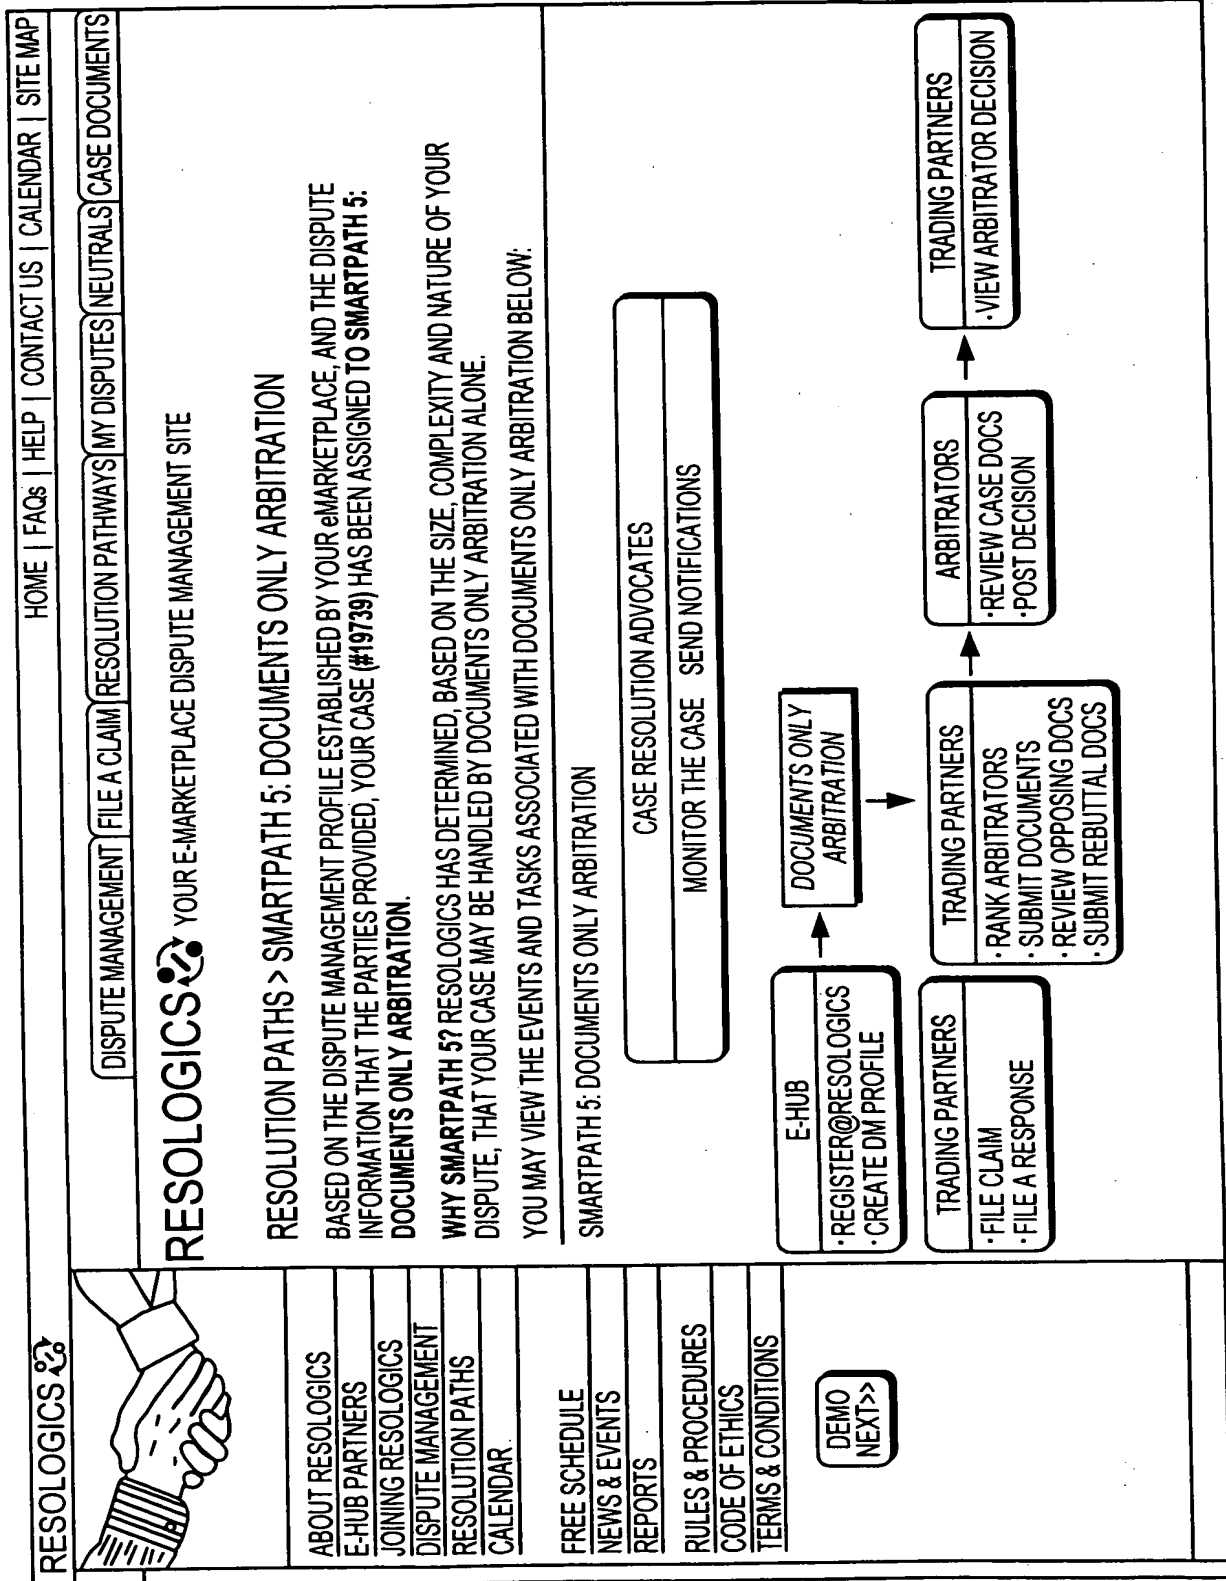 RESOLOGICS
HOME | FAQs | HELP | CONTACT US | CALENDAR | SITE MAP
DISPUTE MANAGEMENT FILE A CLAIM RESOLUTION PATHWAYS MY DISPUTES NEUTRALS CASE DOCUMENTS
ABOUT RESOLOGICS
E-HUB PARTNERS
JOINING RESOLOGICS
DISPUTE MANAGEMENT
RESOLUTION PATHS
CALENDAR
FREE SCHEDULE
NEWS & EVENTS
REPORTS
RULES & PROCEDURES
CODE OF ETHICS
TERMS & CONDITIONS
DEMO
NEXT>>
RESOLOGICS YOUR E-MARKETPLACE DISPUTE MANAGEMENT SITE
RESOLUTION PATHS > SMARTPATH 5: DOCUMENTS ONLY ARBITRATION
BASED ON THE DISPUTE MANAGEMENT PROFILE ESTABLISHED BY YOUR eMARKETPLACE, AND THE DISPUTE
INFORMATION THAT THE PARTIES PROVIDED, YOUR CASE (#19739) HAS BEEN ASSIGNED TO SMARTPATH 5:
DOCUMENTS ONLY ARBITRATION.
WHY SMARTPATH 5? RESOLOGICS HAS DETERMINED, BASED ON THE SIZE, COMPLEXITY AND NATURE OF YOUR
DISPUTE, THAT YOUR CASE MAY BE HANDLED BY DOCUMENTS ONLY ARBITRATION ALONE.
YOU MAY VIEW THE EVENTS AND TASKS ASSOCIATED WITH DOCUMENTS ONLY ARBITRATION BELOW:
SMARTPATH 5: DOCUMENTS ONLY ARBITRATION
CASE RESOLUTION ADVOCATES
MONITOR THE CASE SEND NOTIFICATIONS
E-HUB
·REGISTER@RESOLOGICS
·CREATE DM PROFILE
DOCUMENTS ONLY
ARBITRATION
TRADING PARTNERS
·FILE CLAIM
·FILE A RESPONSE
TRADING PARTNERS
·RANK ARBITRATORS
·SUBMIT DOCUMENTS
·REVIEW OPPOSING DOCS
·SUBMIT REBUTTAL DOCS
ARBITRATORS
·REVIEW CASE DOCS
·POST DECISION
TRADING PARTNERS
·VIEW ARBITRATOR DECISION